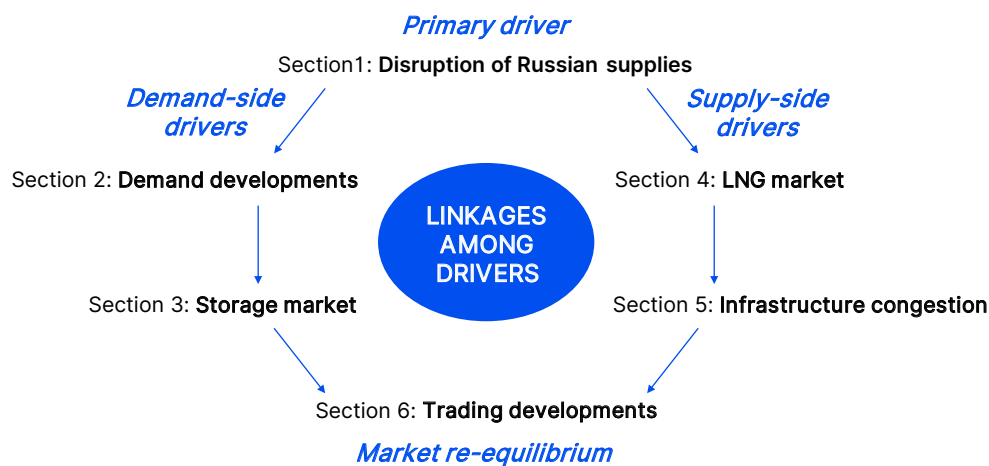 Primary driver
Section1: Disruption of Russian supplies
Demand-side
drivers
Supply-side
drivers
Section 2: Demand developments
Section 4: LNG market
LINKAGES
AMONG
DRIVERS
Section 3: Storage market
Section 5: Infrastructure congestion
Section 6: Trading developments
Market re-equilibrium